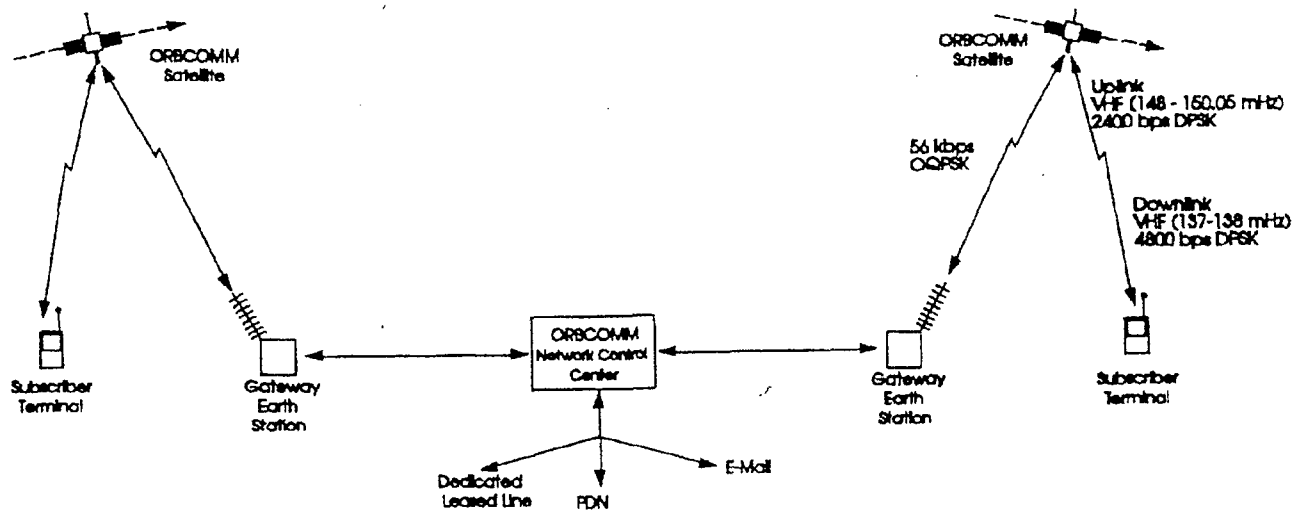 ORBCOMM
Satellite
ORBCOMM
Satellite
Uplink
VHF (148 - 150.05 mHz)
2400 bps DPSK
56 kbps
OQPSK
Downlink
VHF (137-138 mHz)
4800 bps DPSK
ORBCOMM
Network Control
Center
Subscriber
Terminal
Gateway
Earth
Station
Gateway
Earth
Station
Subscriber
Terminal
E-Mail
Dedicated
Leased Line
PDN